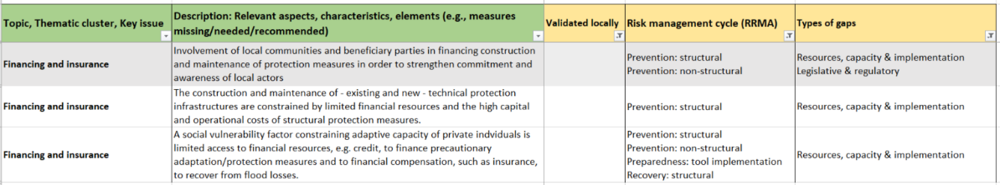 Topic, Thematic cluster, Key issue
Description: Relevant aspects, characteristics, elements (e.g., measures
missing/needed/recommended)
Validated locally
Risk management cycle (RRMA)
Types of gaps
Financing and insurance
Involvement of local communities and beneficiary parties in financing construction
and maintenance of protection measures in order to strengthen commitment and
awareness of local actors
Prevention: structural
Prevention: non-structural
Resources, capacity & implementation
Legislative & regulatory
Financing and insurance
The construction and maintenance of - existing and new - technical protection
infrastructures are constrained by limited financial resources and the high capital
and operational costs of structural protection measures.
Prevention: structural
Resources, capacity & implementation
Financing and insurance
A social vulnerability factor constraining adaptive capacity of private indviduals is
limited access to financial resources, e.g. credit, to finance precautionary
adaptation/protection measures and to financial compensation, such as insurance,
to recover from flood losses.
Prevention: structural
Prevention: non-structural
Preparedness: tool implementation
Recovery: structural
Resources, capacity & implementation